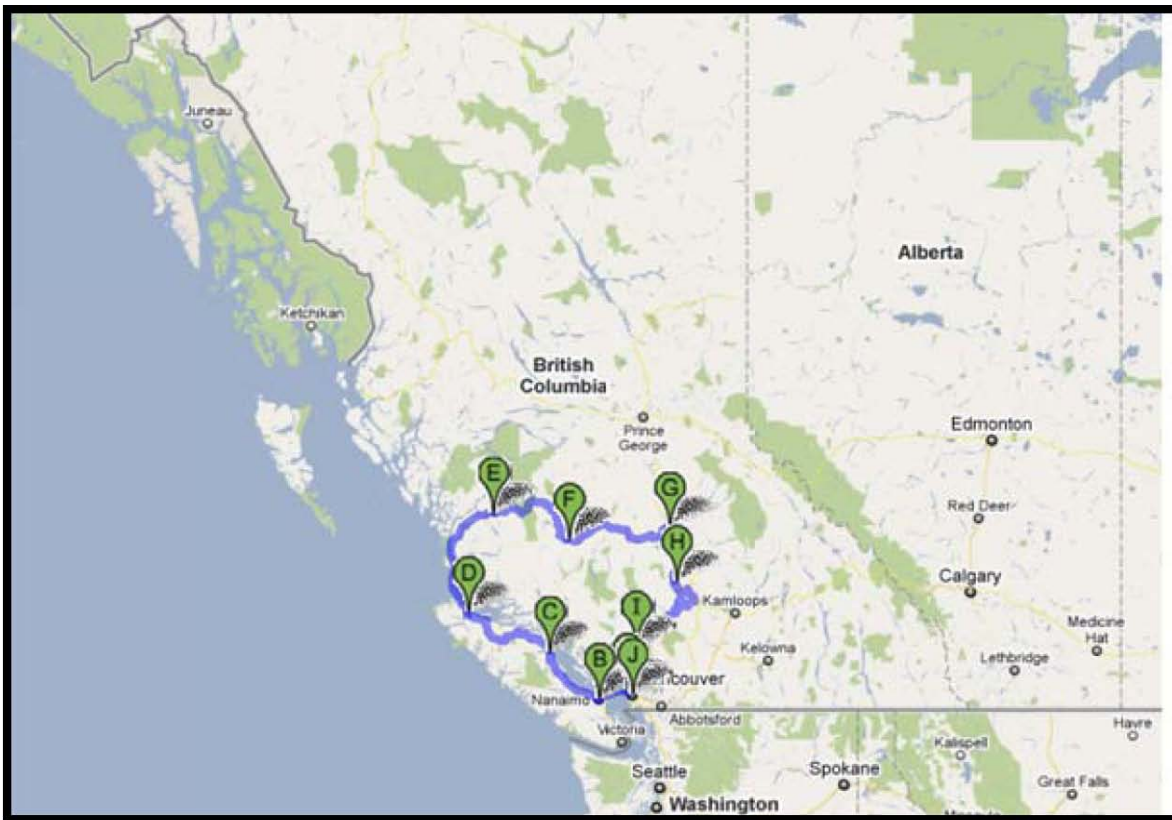 Juneau
Alberta
Ketchikan
British
Columbia
Prince
George
Edmonton
E
F
G
Red Deer
H
D
Calgary
C
I
Kamloops
Medicine
Hat
B
J
Kelowna
Lethbridge
ncouver
Nanaimo
Abbotsford
Victoria
Havre
Kalispell
Seattle
Spokane
Great Falls
Washington